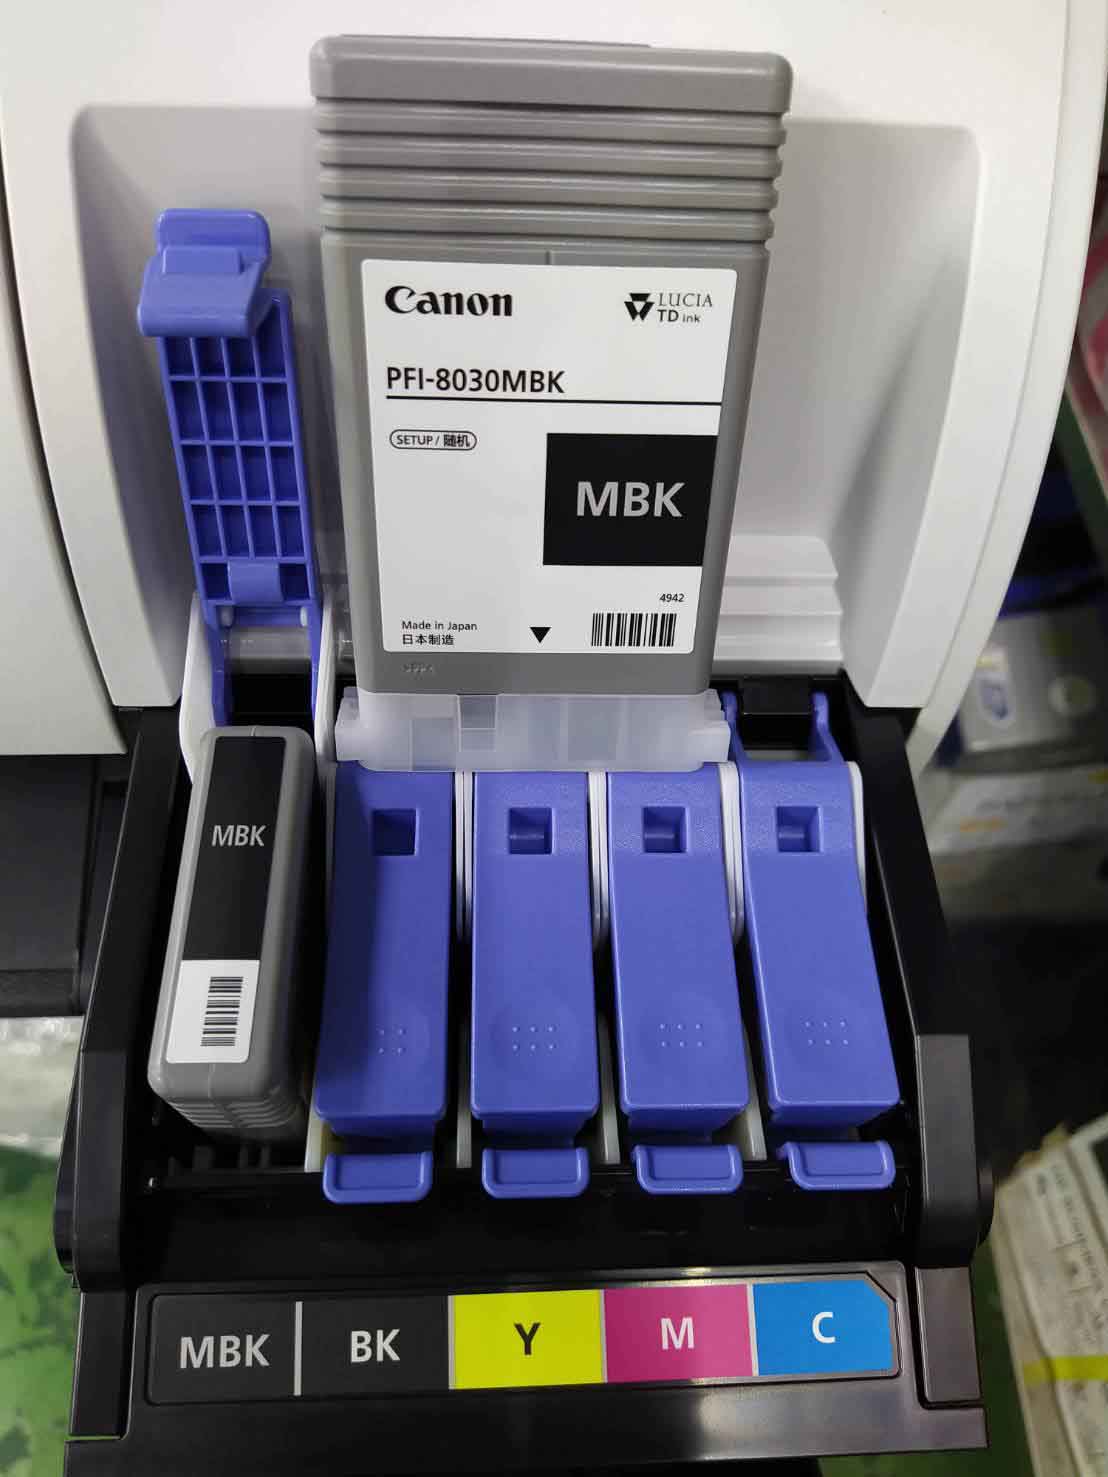 Canon
LUCIA
TD ink
PFI-8030MBK
SETUP / 随机
MBK
4942
Made in Japan
日本制造
MBK
MBK
BK
Y
M
C